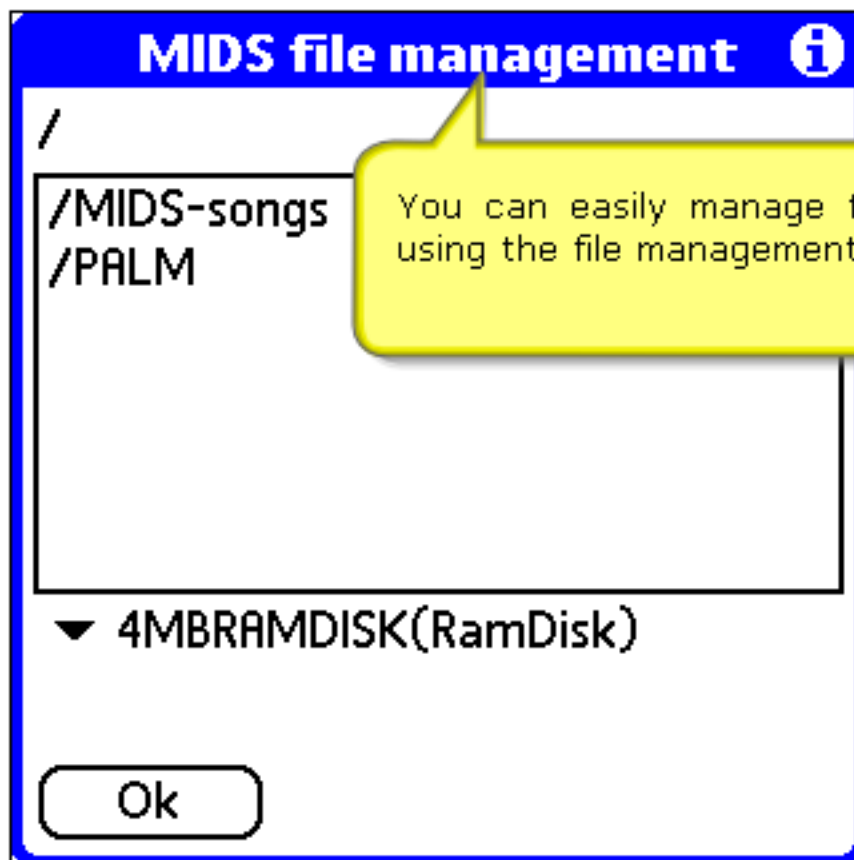 MIDS file management
/
/MIDS-songs
/PALM
You can easily manage
using the file management
4MBRAMDISK(RamDisk)
Ok